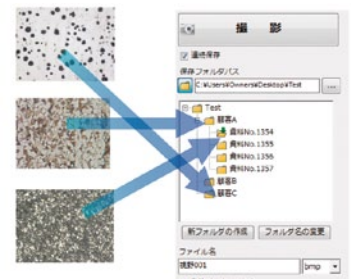 撮　影
連続保存
保存フォルダパス
C:¥Users¥Owners¥Desktop¥Test
...
Test
顧客A
資料No.1354
資料No.1355
資料No.1356
資料No.1357
顧客B
顧客C
新フォルダの作成
フォルダ名の変更
ファイル名
視野001
bmp